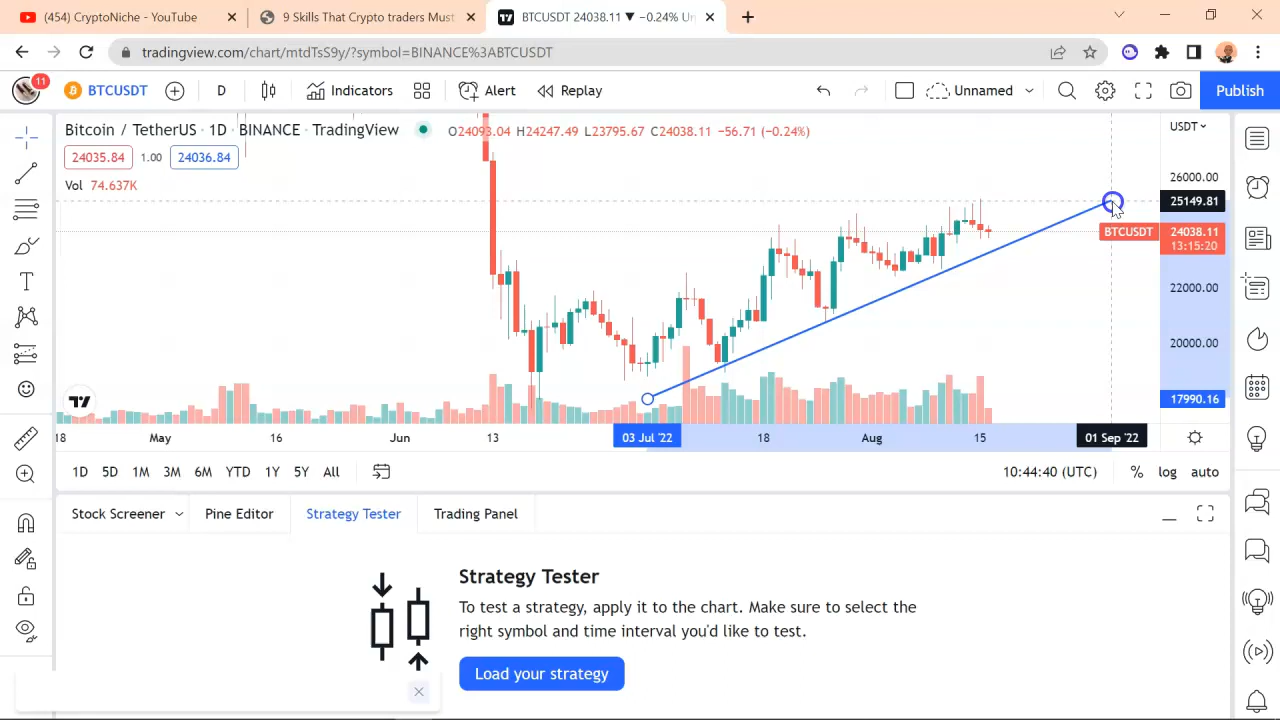 (454) CryptoNiche - YouTube
9 Skills That Crypto traders Must
BTCUSDT 24038.11 ▼ −0.24% Un
tradingview.com/chart/mtdTsS9y/?symbol=BINANCE%3ABTCUSDT
11
BTCUSDT
D
Indicators
Alert
Replay
Unnamed
Publish
Bitcoin / TetherUS · 1D · BINANCE · TradingView
O24093.04 H24247.49 L23795.67 C24038.11 −56.71 (−0.24%)
USDT
24035.84
1.00
24036.84
Vol 74.637K
26000.00
25149.81
BTCUSDT
24038.11
13:15:20
22000.00
20000.00
17990.16
18
May
16
Jun
13
03 Jul '22
18
Aug
15
01 Sep '22
1D
5D
1M
3M
6M
YTD
1Y
5Y
All
10:44:40 (UTC)
%
log
auto
Stock Screener
Pine Editor
Strategy Tester
Trading Panel
Strategy Tester
To test a strategy, apply it to the chart. Make sure to select the
right symbol and time interval you'd like to test.
Load your strategy